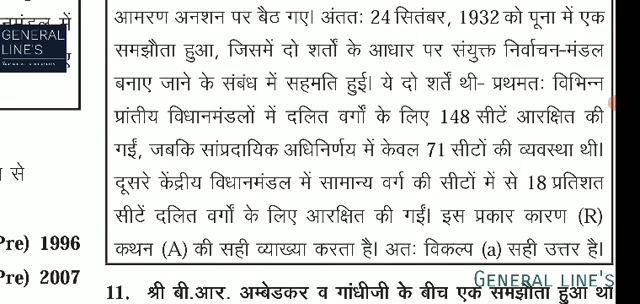 आमरण अनशन पर बैठ गए। अंततः 24 सितंबर, 1932 को पूना में एक
समझौता हुआ, जिसमें दो शर्तों के आधार पर संयुक्त निर्वाचन-मंडल
बनाए जाने के संबंध में सहमति हुई। ये दो शर्तें थी- प्रथमतः विभिन्न
प्रांतीय विधानमंडलों में दलित वर्गों के लिए 148 सीटें आरक्षित की
गईं, जबकि सांप्रदायिक अधिनिर्णय में केवल 71 सीटों की व्यवस्था थी।
दूसरे केंद्रीय विधानमंडल में सामान्य वर्ग की सीटों में से 18 प्रतिशत
सीटें दलित वर्गों के लिए आरक्षित की गईं। इस प्रकार कारण (R)
कथन (A) की सही व्याख्या करता है। अतः विकल्प (a) सही उत्तर है।
11. श्री बी.आर. अम्बेडकर व गांधीजी के बीच एक समझौता हुआ था
GENERAL
LINE'S
में
से
Pre) 1996
Pre) 2007
GENERAL LINE'S